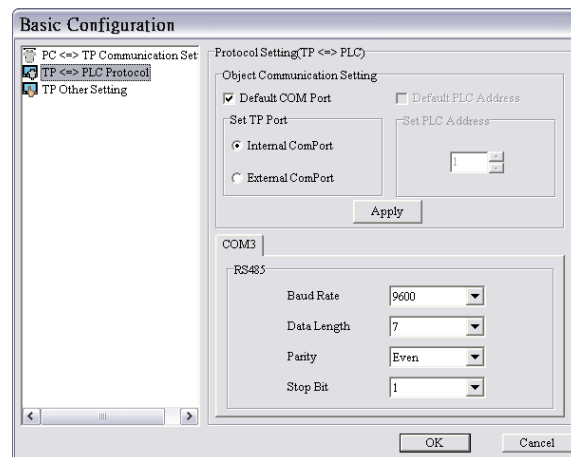 Basic Configuration
PC <=> TP Communication Set
TP <=> PLC Protocol
TP Other Setting
Protocol Setting(TP <=> PLC)
Object Communication Setting
Default COM Port
Default PLC Address
Set TP Port
Internal ComPort
External ComPort
Set PLC Address
1
Apply
COM3
RS485
Baud Rate 9600
Data Length 7
Parity Even
Stop Bit 1
OK Cancel